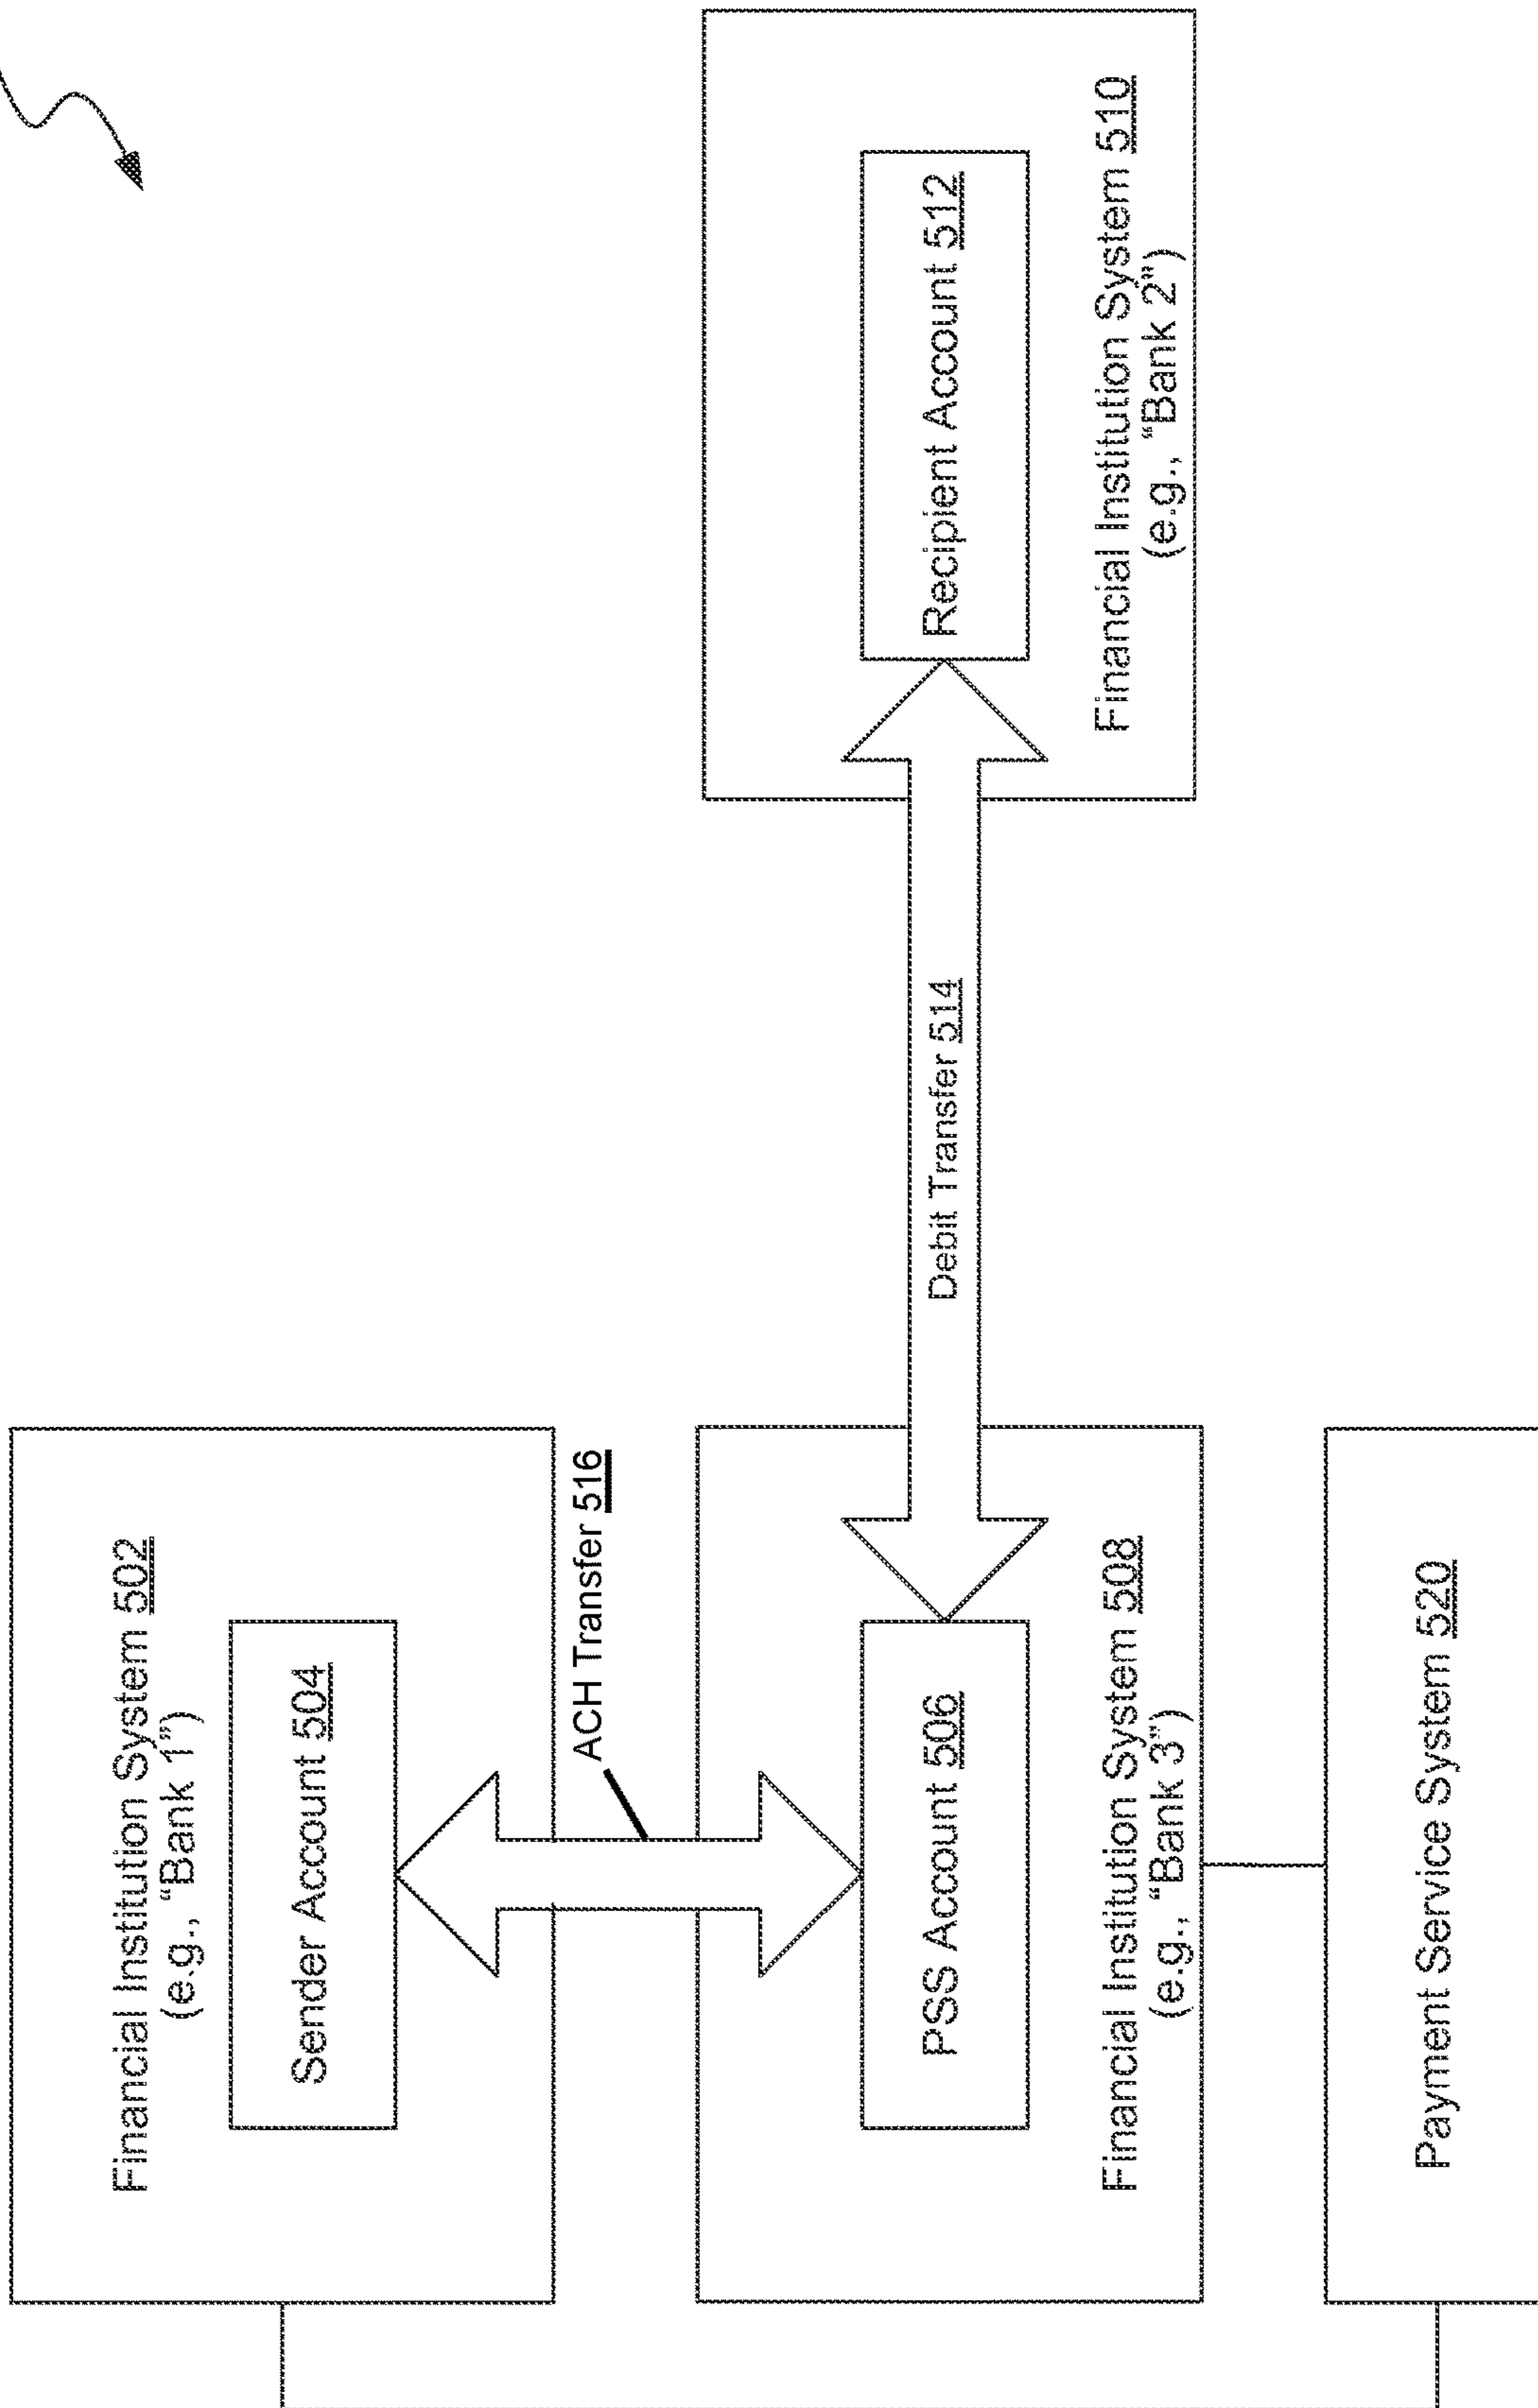 Financial Institution System 502
(e.g., "Bank 1")
Sender Account 504
ACH Transfer 516
PSS Account 506
Financial Institution System 508
(e.g., "Bank 3")
Payment Service System 520
Debit Transfer 514
Recipient Account 512
Financial Institution System 510
(e.g., "Bank 2")